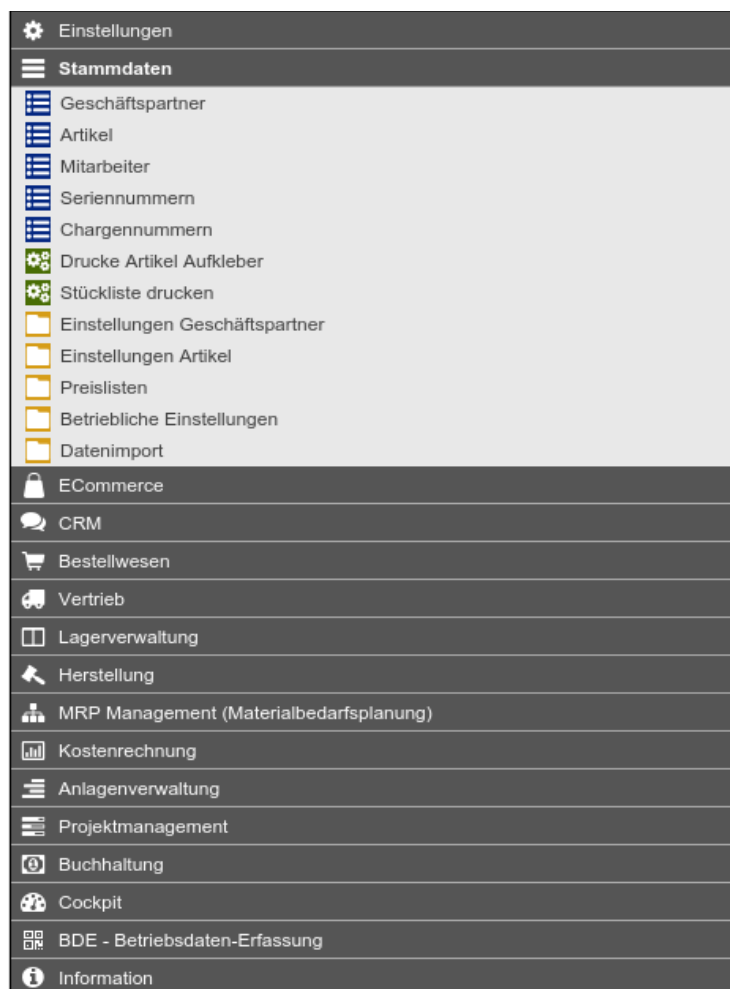 Einstellungen
Stammdaten
Geschäftspartner
Artikel
Mitarbeiter
Seriennummern
Chargennummern
Drucke Artikel Aufkleber
Stückliste drucken
Einstellungen Geschäftspartner
Einstellungen Artikel
Preislisten
Betriebliche Einstellungen
Datenimport
ECommerce
CRM
Bestellwesen
Vertrieb
Lagerverwaltung
Herstellung
MRP Management (Materialbedarfsplanung)
Kostenrechnung
Anlagenverwaltung
Projektmanagement
Buchhaltung
Cockpit
BDE - Betriebsdaten-Erfassung
Information